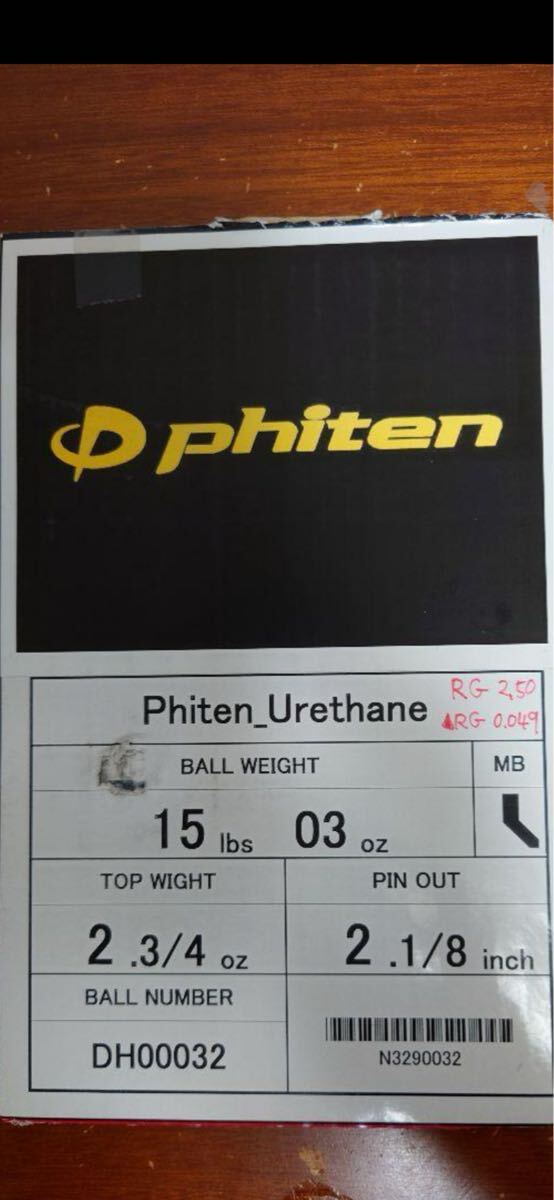 phiten
Phiten_Urethane
RG 2,50
▲RG 0.049
BALL WEIGHT
MB
15 lbs 03 oz
TOP WIGHT
PIN OUT
2 .3/4 oz
2 .1/8 inch
BALL NUMBER
DH00032
N3290032